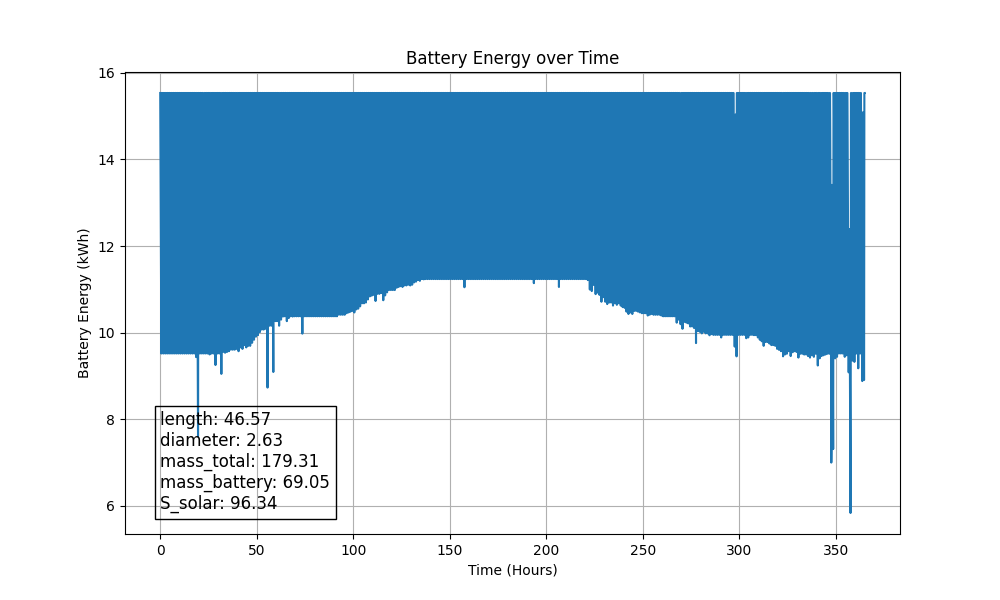 Battery Energy over Time
Battery Energy (kWh)
16
14
12
10
8
6
length: 46.57
diameter: 2.63
mass_total: 179.31
mass_battery: 69.05
S_solar: 96.34
0 50 100 150 200 250 300 350
Time (Hours)